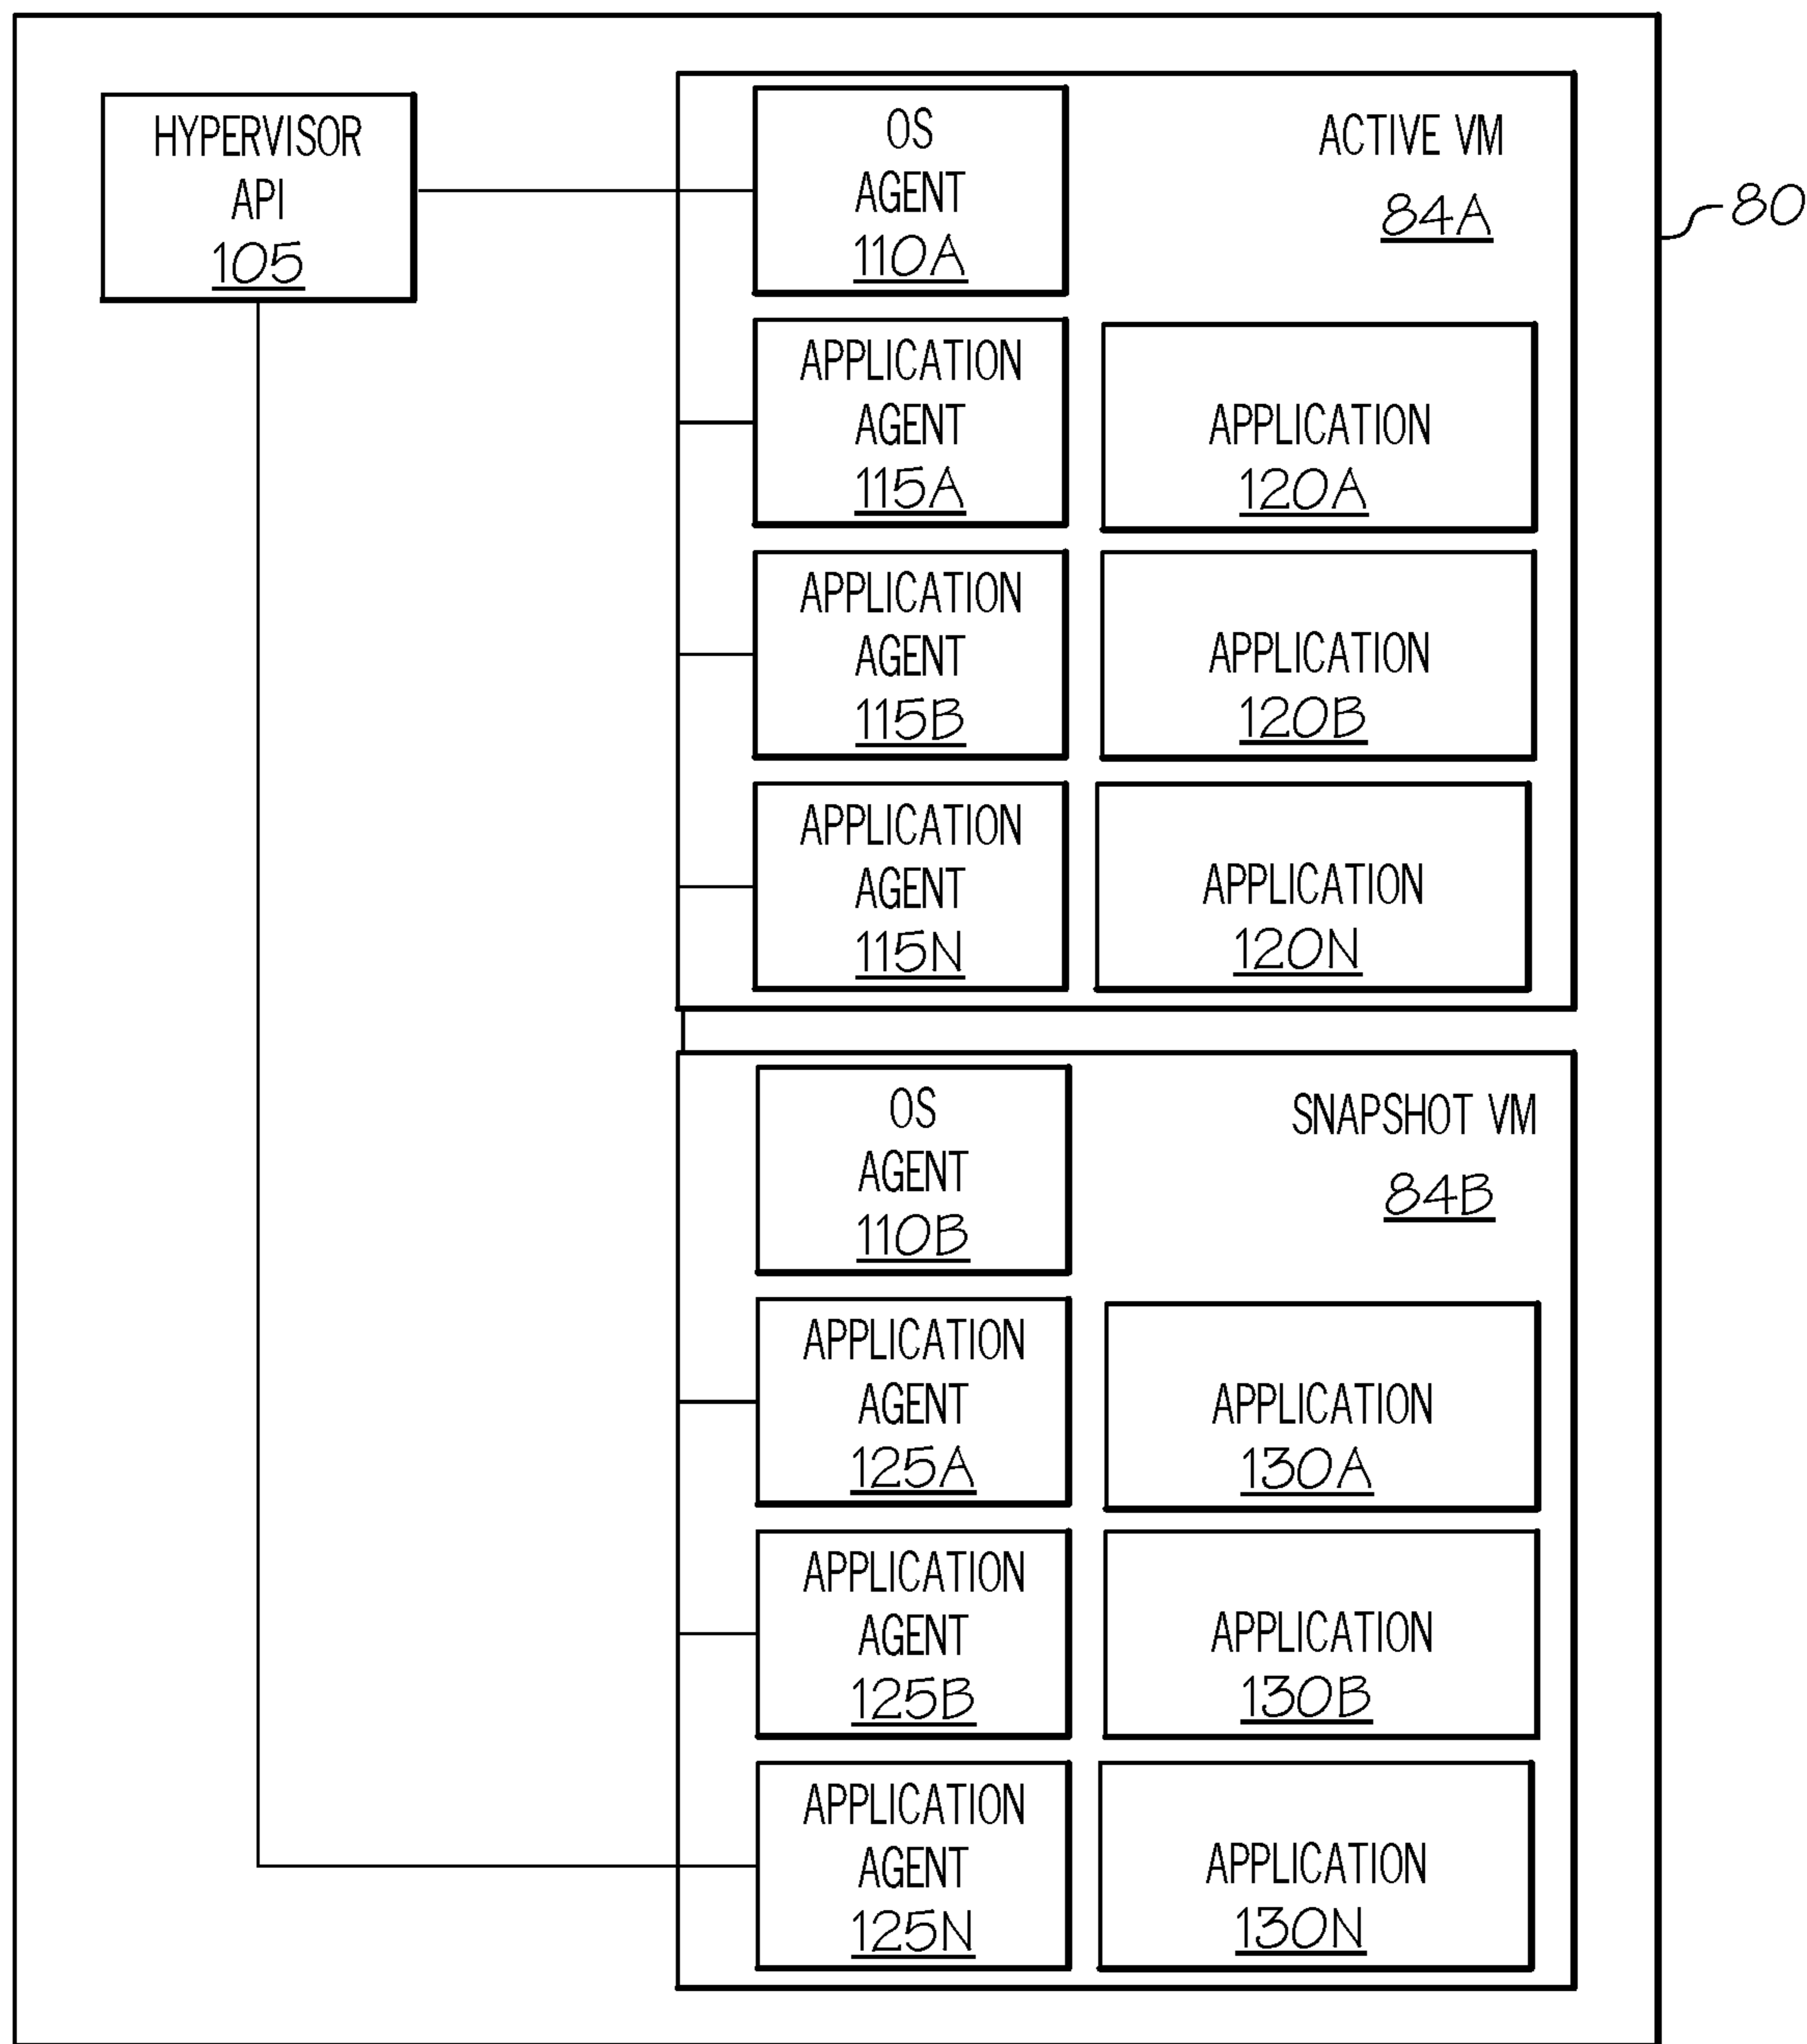 HYPERVISOR
API
105
OS
AGENT
110A
ACTIVE VM
84A
80
APPLICATION
AGENT
115A
APPLICATION
120A
APPLICATION
AGENT
115B
APPLICATION
120B
APPLICATION
AGENT
115N
APPLICATION
120N
OS
AGENT
110B
SNAPSHOT VM
84B
APPLICATION
AGENT
125A
APPLICATION
130A
APPLICATION
AGENT
125B
APPLICATION
130B
APPLICATION
AGENT
125N
APPLICATION
130N